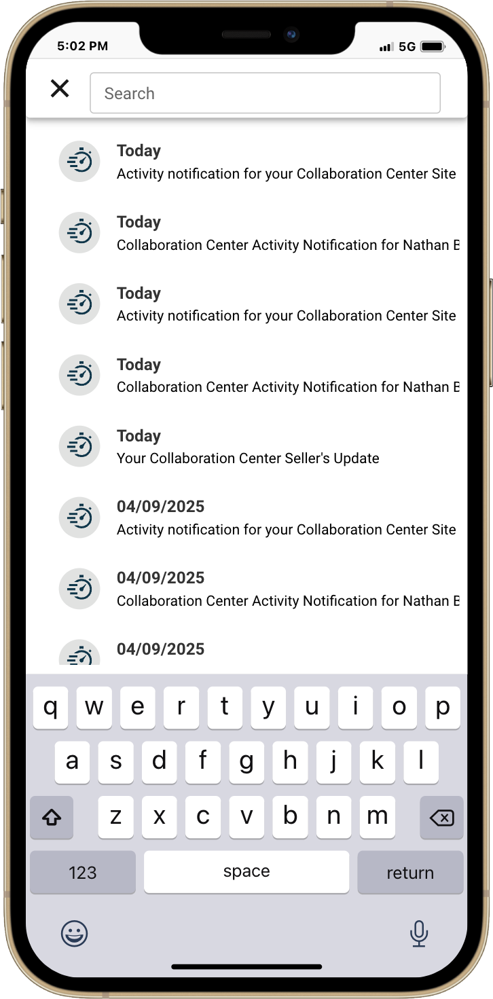 5:02 PM 5G
Search
Today
Activity notification for your Collaboration Center Site
Today
Collaboration Center Activity Notification for Nathan
Today
Activity notification for your Collaboration Center Site
Today
Collaboration Center Activity Notification for Nathan
Today
Your Collaboration Center Seller's Update
04/09/2025
Activity notification for your Collaboration Center Site
04/09/2025
Collaboration Center Activity Notification for Nathan
04/09/2025
q w e r t y u i o p
a s d f g h j k l
z x c v b n m
123 space return